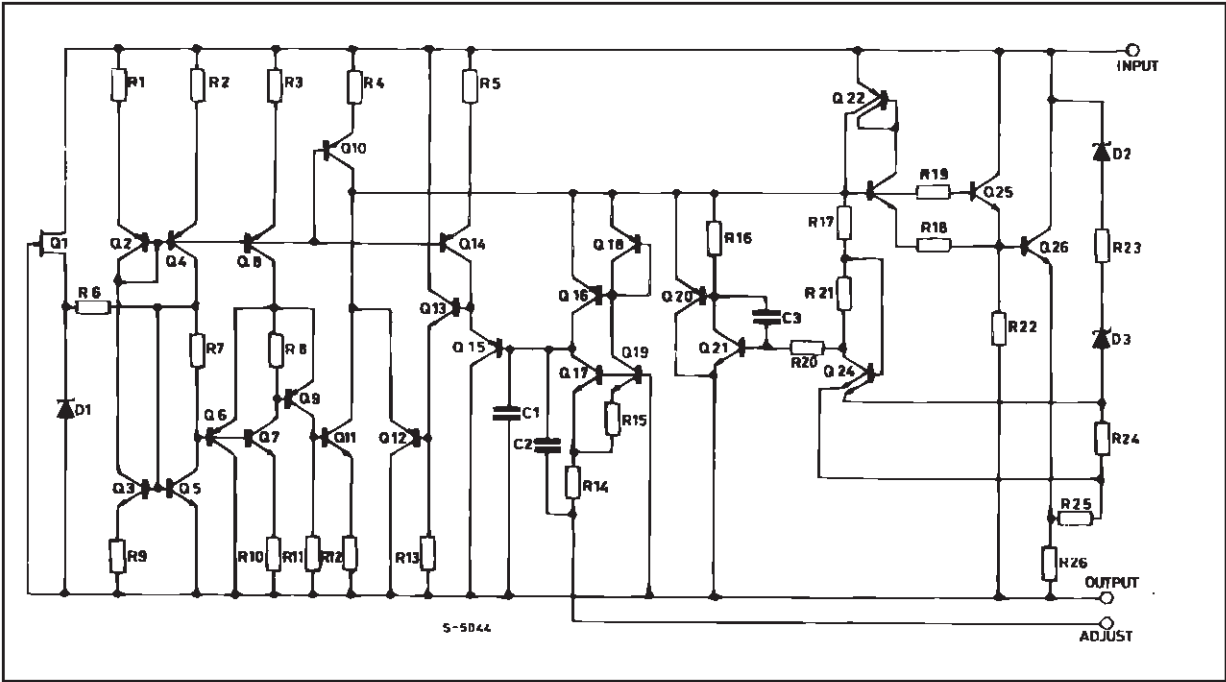 R1
R2
R3
R4
R5
INPUT
Q22
Q10
D2
R19
Q25
R17
Q1
Q2
Q4
Q8
Q14
Q18
R16
R18
Q26
R23
R6
Q16
Q20
R21
Q13
C3
R7
R8
Q15
Q21
R20
R22
D3
Q19
Q17
Q24
Q9
D1
Q6
Q7
Q11
Q12
C1
R15
C2
R24
Q3
Q5
R14
R25
R9
R10
R11
R12
R13
R26
OUTPUT
S-5044
ADJUST